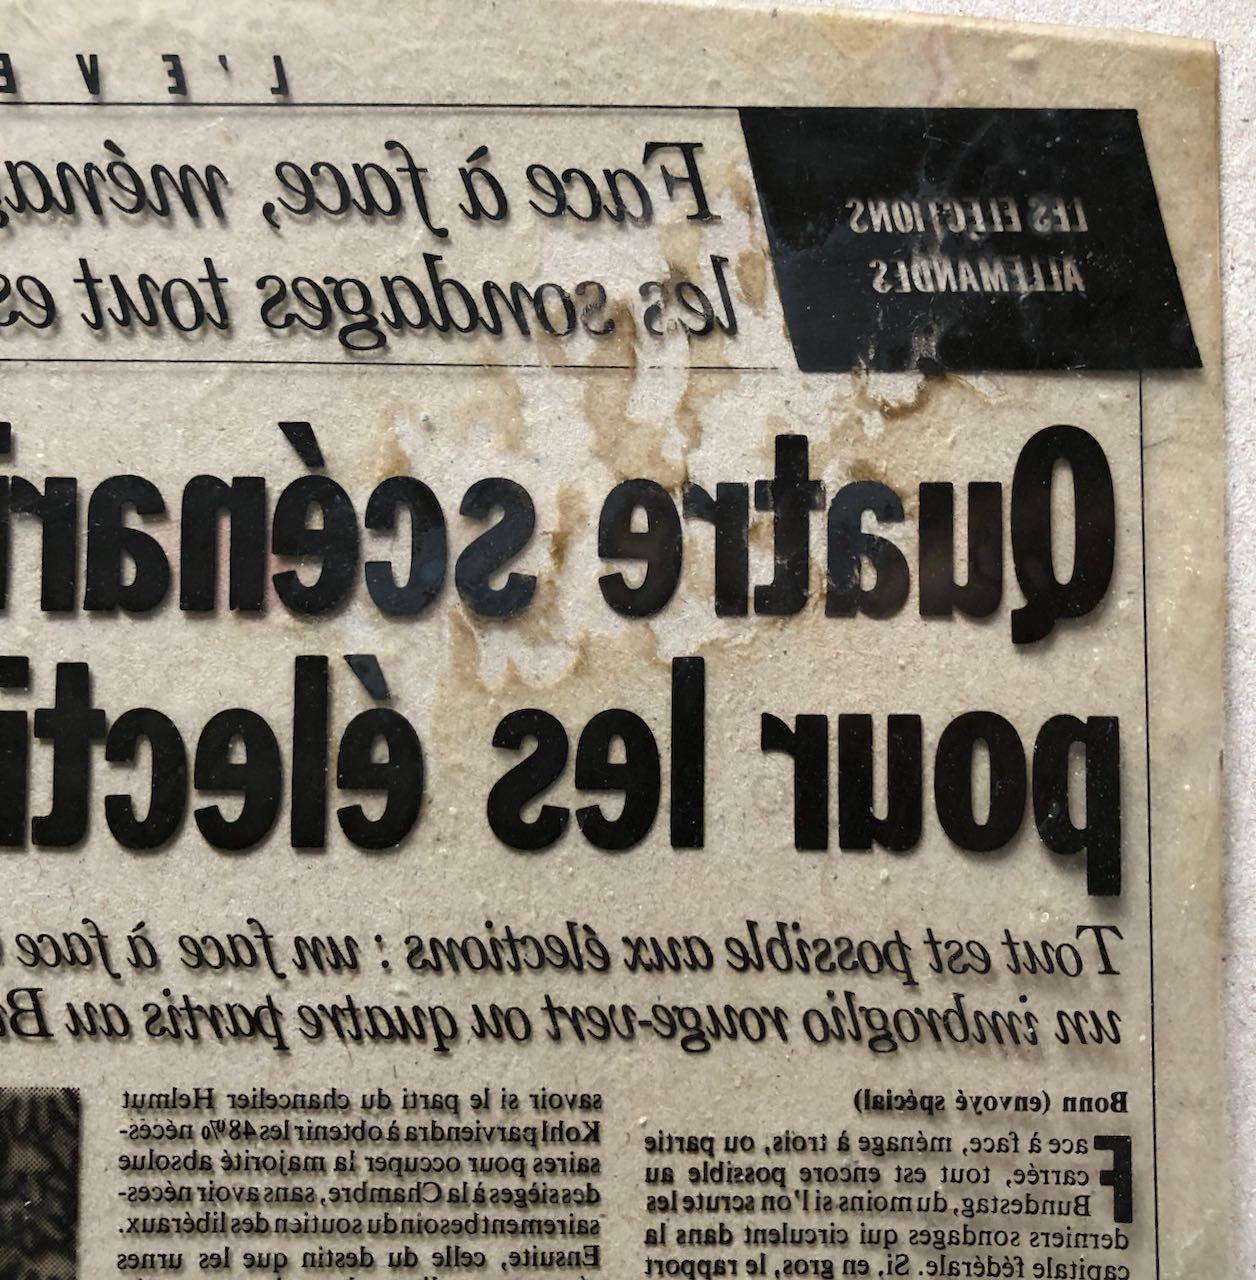 L'EVE
LES ELECTIONS
ALLEMANDES
Face à face, ménag
les sondages tout es
Quatre scénari
pour les électi
Tout est possible aux élections : un face à face
un imbroglio rouge-vert ou quatre partis au B
Bonn (envoyé spécial)
Face à face, ménage à trois, ou partie
carrée, tout est encore possible au
Bundestag, du moins si l'on scrute les
derniers sondages qui circulent dans la
capitale fédérale. Si, en gros, le rapport
savoir si le parti du chancelier Helmut
Kohl parviendra à obtenir les 48% néces-
saires pour occuper la majorité absolue
des sièges à la Chambre, sans avoir néces-
sairement besoin du soutien des libéraux.
Ensuite, celle du destin que les urnes